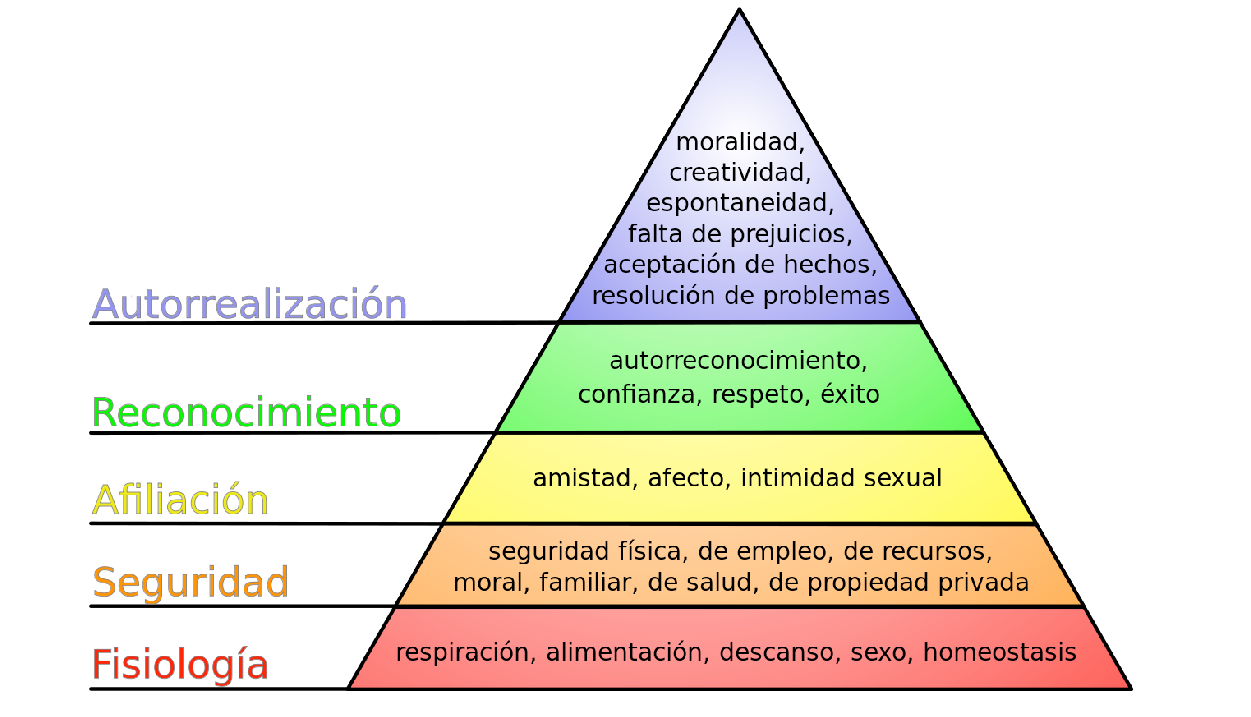 moralidad,
creatividad,
espontaneidad,
falta de prejuicios,
aceptación de hechos,
resolución de problemas
Autorrealización
autorreconocimiento,
confianza, respeto, éxito
Reconocimiento
amistad, afecto, intimidad sexual
Afiliación
seguridad física, de empleo, de recursos,
moral, familiar, de salud, de propiedad privada
Seguridad
respiración, alimentación, descanso, sexo, homeostasis
Fisiología